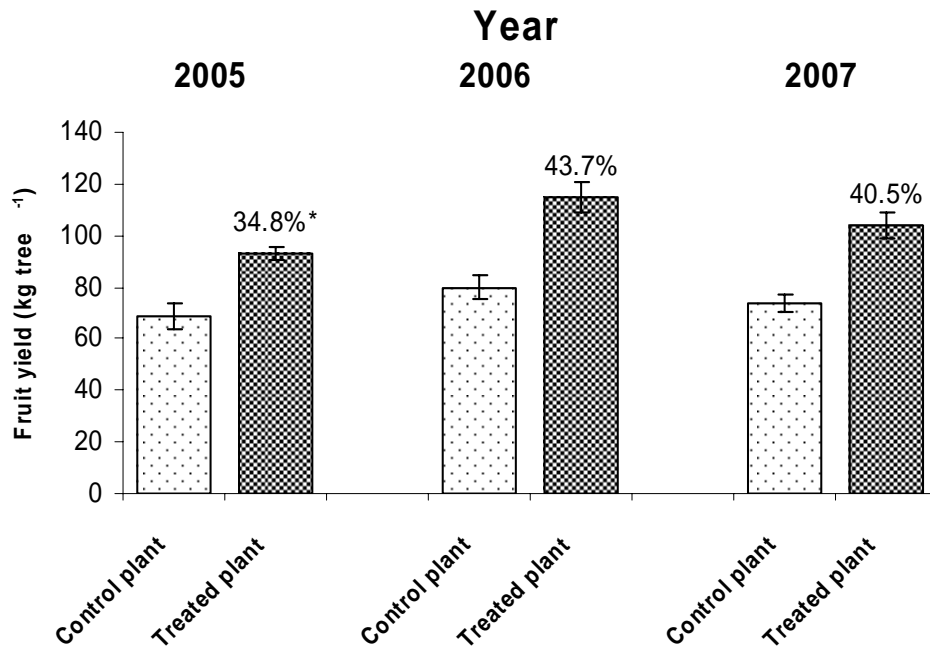 Year
2005 2006 2007
Fruit yield (kg tree -1)
140
120
100
80
60
40
20
0
34.8%*
43.7%
40.5%
Control plant
Treated plant
Control plant
Treated plant
Control plant
Treated plant